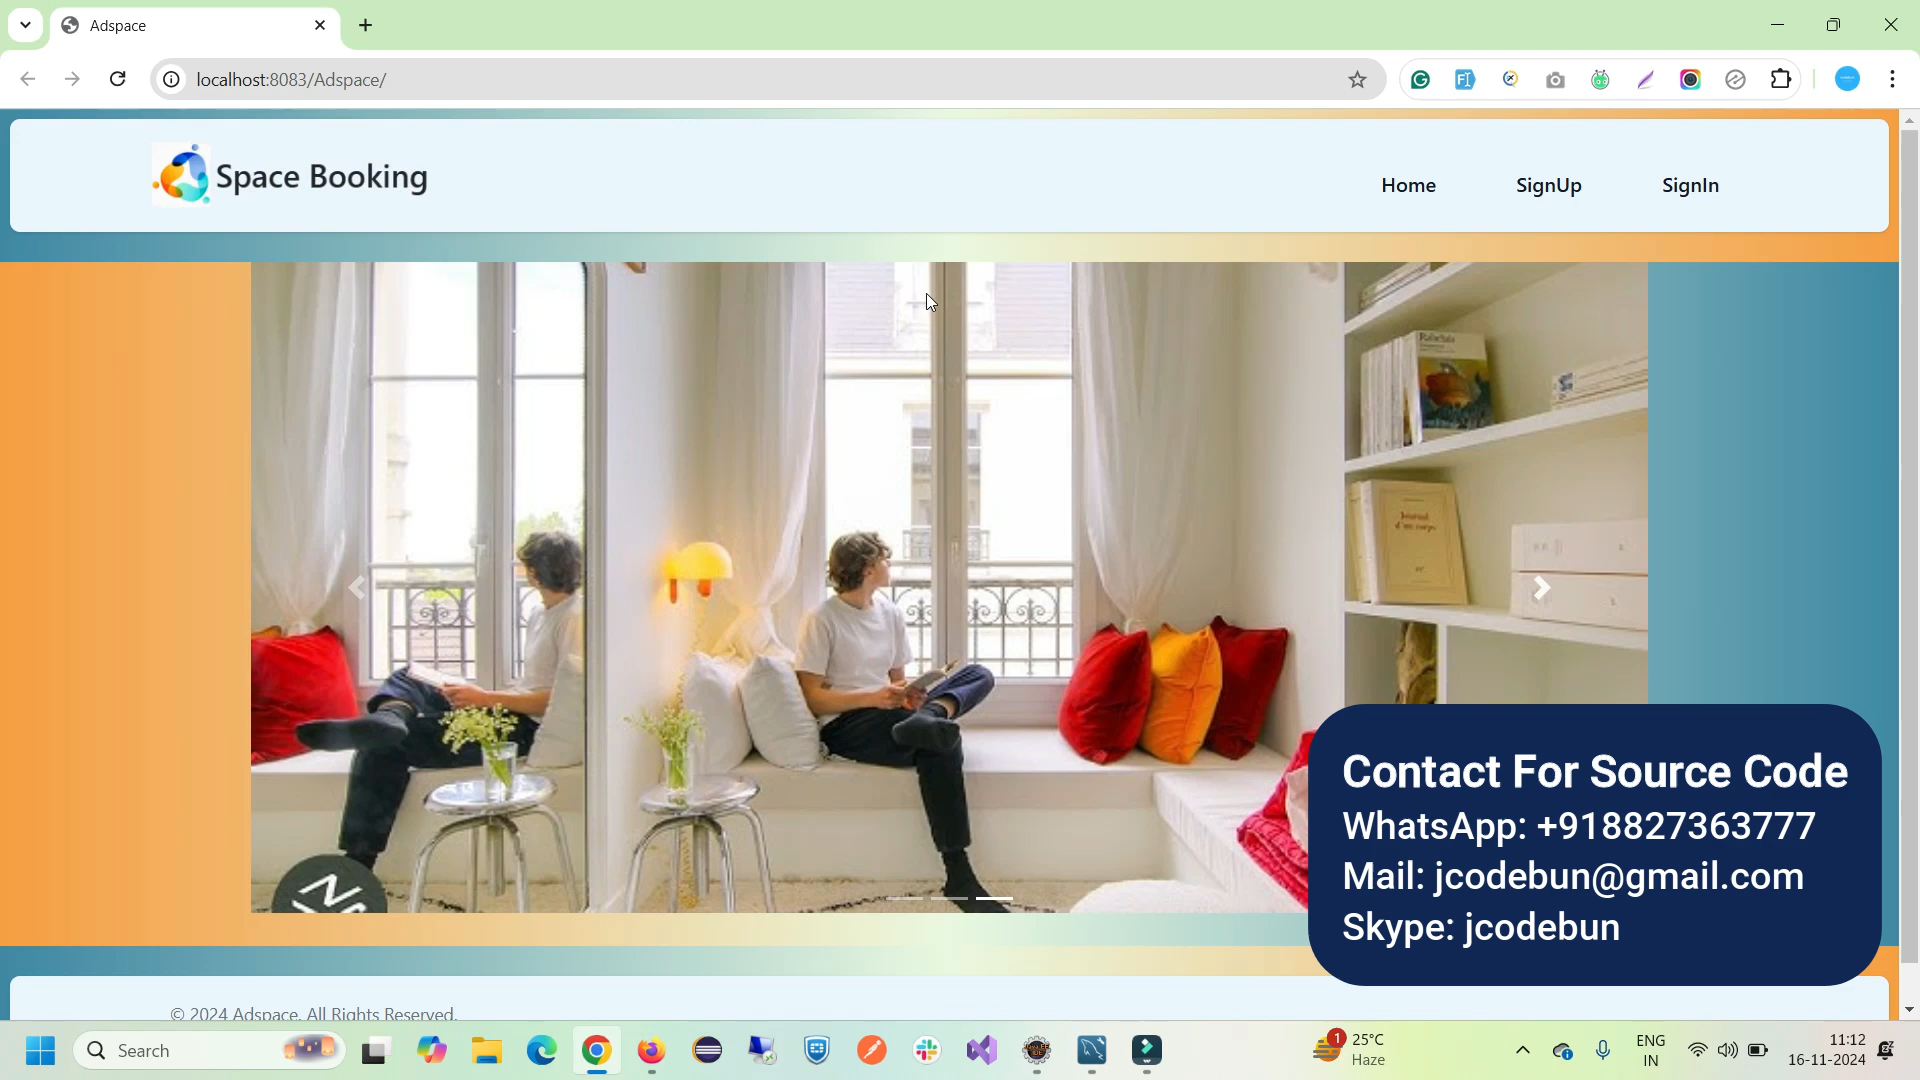 Adspace
localhost:8083/Adspace/
Space Booking
Home
SignUp
SignIn
Contact For Source Code
WhatsApp: +918827363777
Mail: jcodebun@gmail.com
Skype: jcodebun
© 2024 Adspace. All Rights Reserved.
Search
1
25°C
Haze
ENG
IN
11:12
16-11-2024